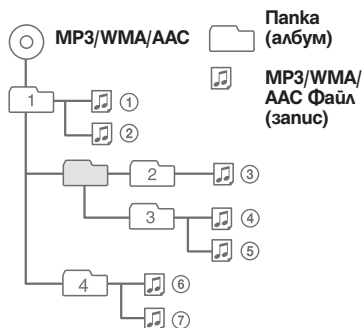 MP3/WMA/AAC
Папка
(албум)
MP3/WMA/
AAC Файл
(запис)
1
①
②
2
③
3
④
⑤
4
⑥
⑦